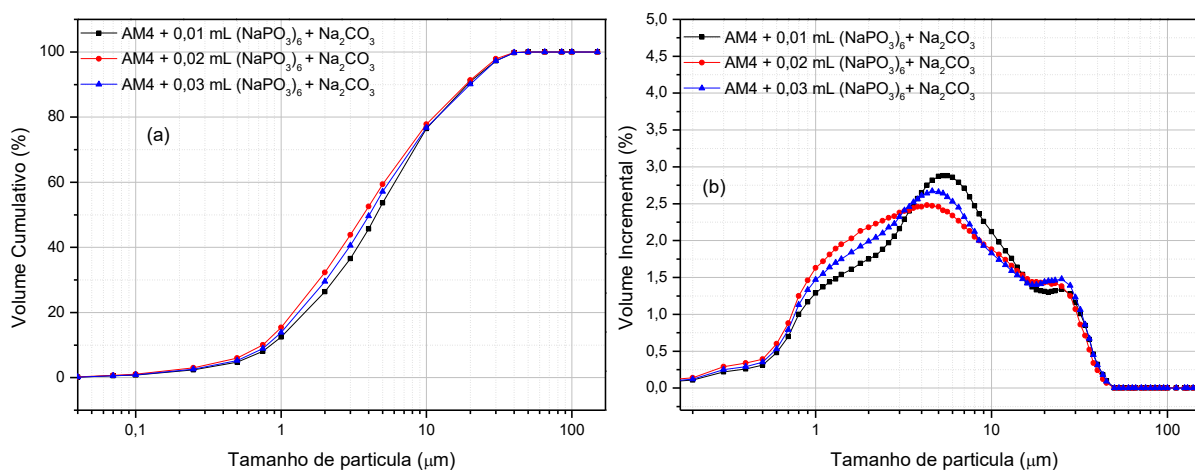 AM4 + 0,01 mL (NaPO₃)₆ + Na₂CO₃
AM4 + 0,02 mL (NaPO₃)₆ + Na₂CO₃
AM4 + 0,03 mL (NaPO₃)₆ + Na₂CO₃
(a)
100
80
60
40
20
0
Volume Cumulativo (%)
0,1
1
10
100
Tamanho de particula (μm)
AM4 + 0,01 mL (NaPO₃)₆ + Na₂CO₃
AM4 + 0,02 mL (NaPO₃)₆+ Na₂CO₃
AM4 + 0,03 mL (NaPO₃)₆+ Na₂CO₃
(b)
5,0
4,5
4,0
3,5
3,0
2,5
2,0
1,5
1,0
0,5
0,0
Volume Incremental (%)
1
10
100
Tamanho de particula (μm)